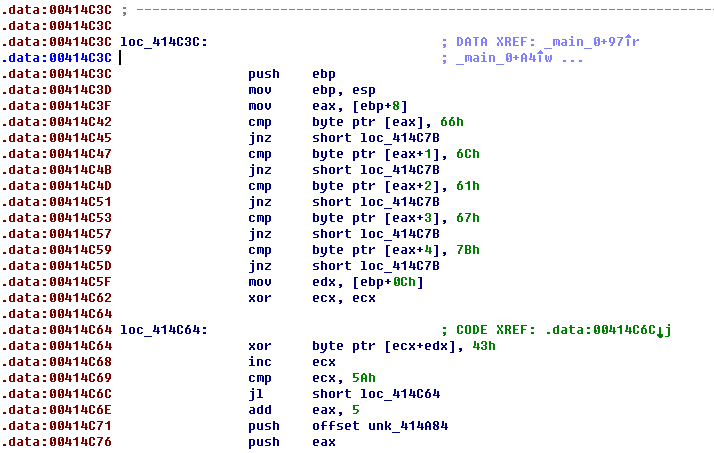 .data:00414C3C ; ---------------------------------------------------------------------------
.data:00414C3C
.data:00414C3C loc_414C3C: ; DATA XREF: _main_0+97↑r
.data:00414C3C ; _main_0+A4↑w ...
.data:00414C3C push ebp
.data:00414C3D mov ebp, esp
.data:00414C3F mov eax, [ebp+8]
.data:00414C42 cmp byte ptr [eax], 66h
.data:00414C45 jnz short loc_414C7B
.data:00414C47 cmp byte ptr [eax+1], 6Ch
.data:00414C4B jnz short loc_414C7B
.data:00414C4D cmp byte ptr [eax+2], 61h
.data:00414C51 jnz short loc_414C7B
.data:00414C53 cmp byte ptr [eax+3], 67h
.data:00414C57 jnz short loc_414C7B
.data:00414C59 cmp byte ptr [eax+4], 7Bh
.data:00414C5D jnz short loc_414C7B
.data:00414C5F mov edx, [ebp+0Ch]
.data:00414C62 xor ecx, ecx
.data:00414C64
.data:00414C64 loc_414C64: ; CODE XREF: .data:00414C6C↓j
.data:00414C64 xor byte ptr [ecx+edx], 43h
.data:00414C68 inc ecx
.data:00414C69 cmp ecx, 5Ah
.data:00414C6C jl short loc_414C64
.data:00414C6E add eax, 5
.data:00414C71 push offset unk_414A84
.data:00414C76 push eax